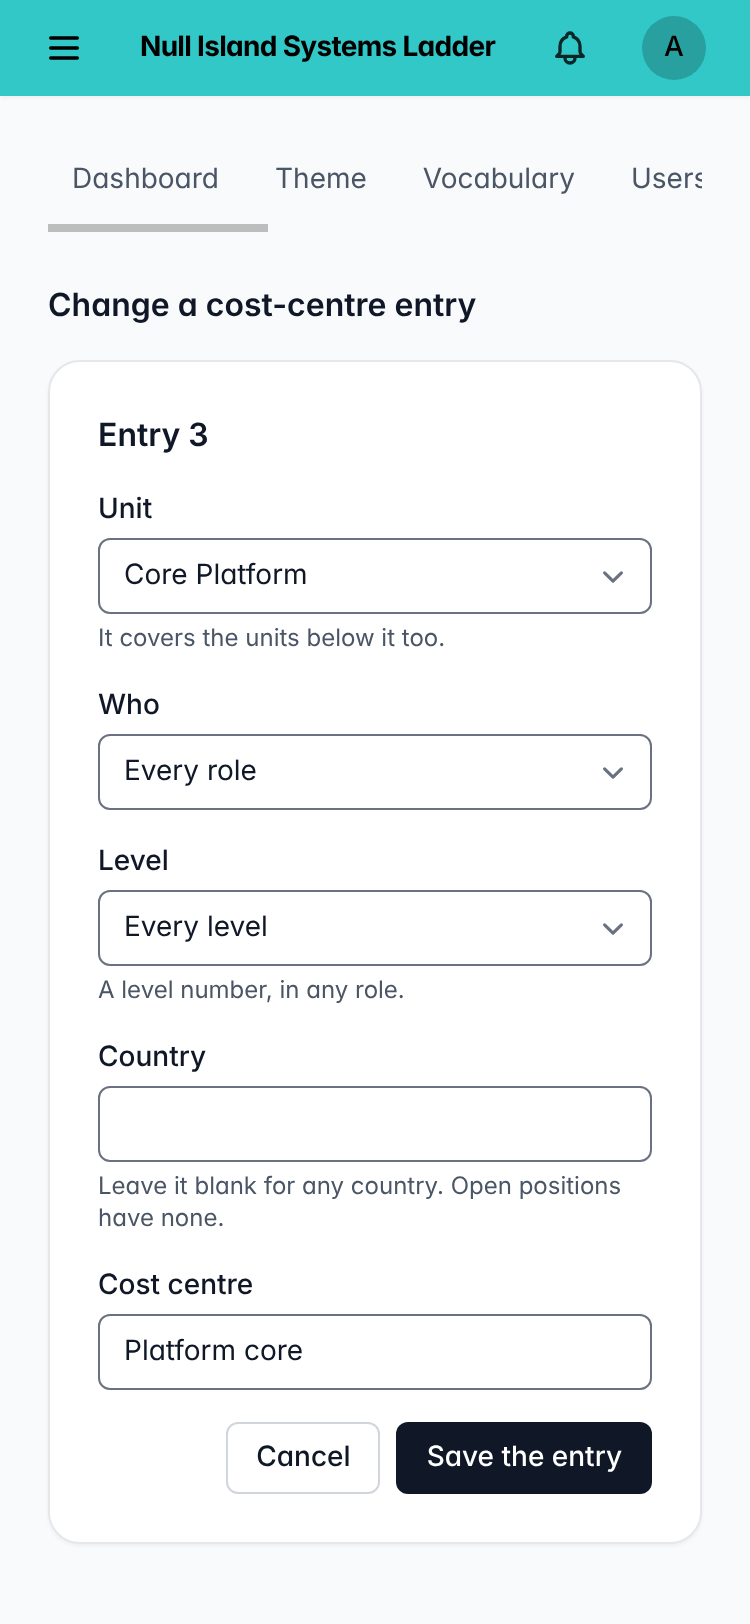 Null Island Systems Ladder
A
Dashboard Theme Vocabulary Users
Change a cost-centre entry
Entry 3
Unit
Core Platform
It covers the units below it too.
Who
Every role
Level
Every level
A level number, in any role.
Country
Leave it blank for any country. Open positions
have none.
Cost centre
Platform core
Cancel Save the entry